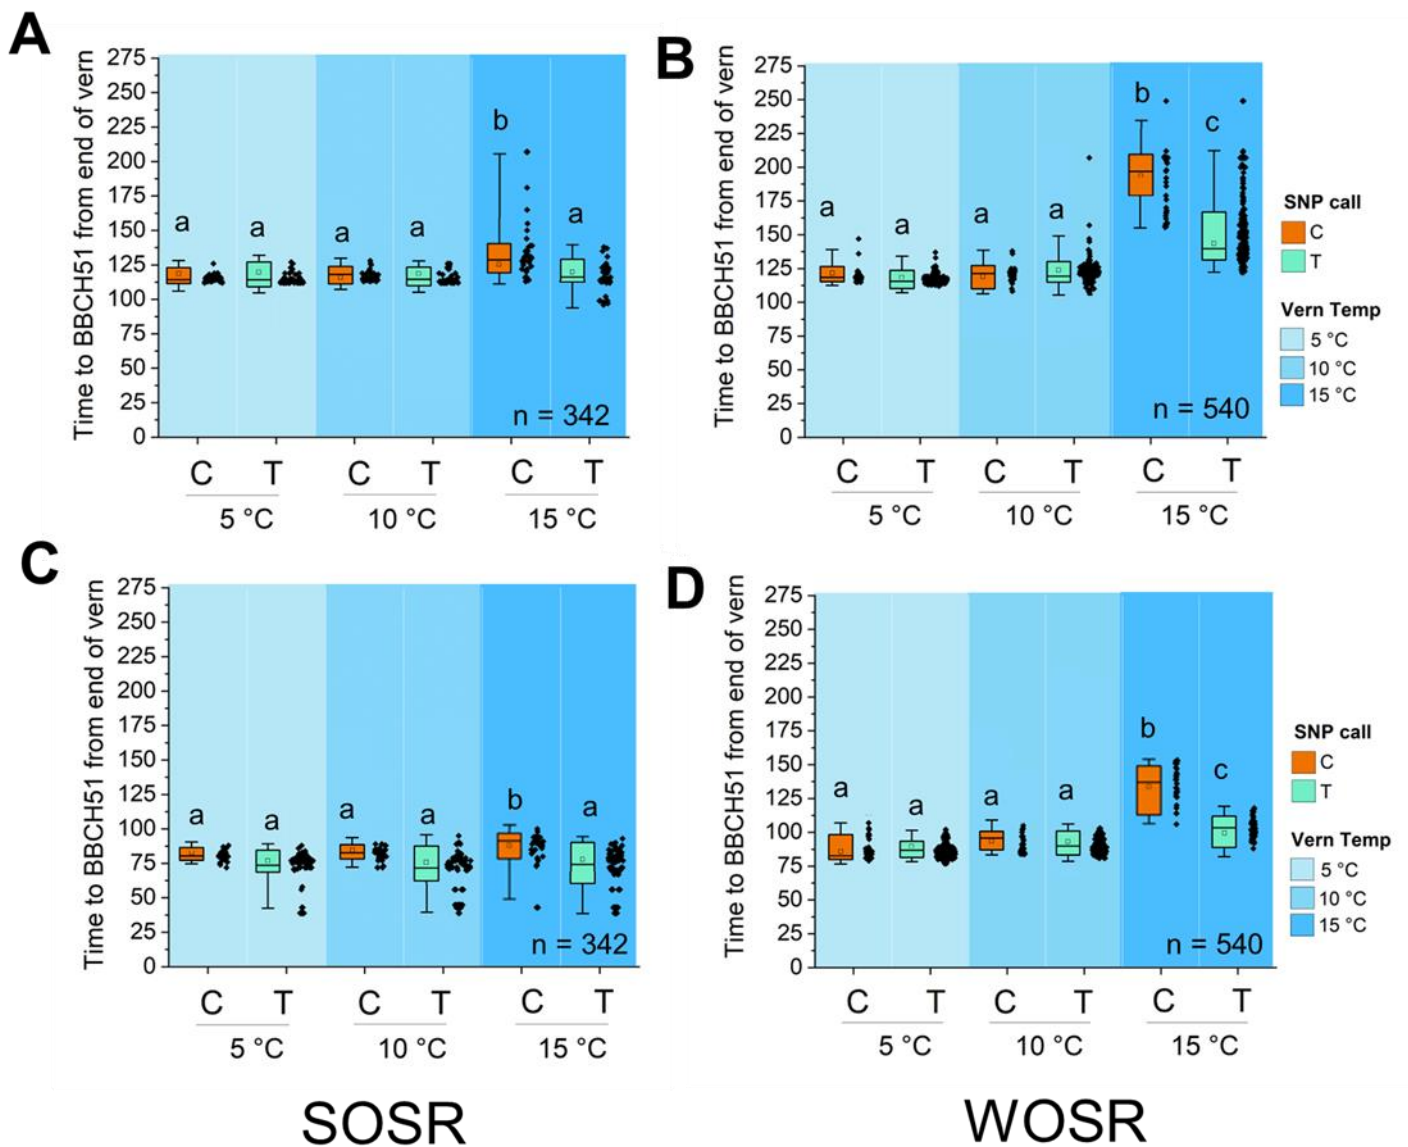 A
Time to BBCH51 from end of vern
275
250
225
200
175
150
125
100
75
50
25
0
a
a
a
a
b
a
n = 342
C T C T C T
5 °C 10 °C 15 °C
B
Time to BBCH51 from end of vern
275
250
225
200
175
150
125
100
75
50
25
0
a
a
a
a
b
c
n = 540
C T C T C T
5 °C 10 °C 15 °C
SNP call
C
T
Vern Temp
5 °C
10 °C
15 °C
C
Time to BBCH51 from end of vern
275
250
225
200
175
150
125
100
75
50
25
0
a
a
a
a
b
a
n = 342
C T C T C T
5 °C 10 °C 15 °C
D
Time to BBCH51 from end of vern
275
250
225
200
175
150
125
100
75
50
25
0
a
a
a
a
b
c
n = 540
C T C T C T
5 °C 10 °C 15 °C
SNP call
C
T
Vern Temp
5 °C
10 °C
15 °C
SOSR
WOSR